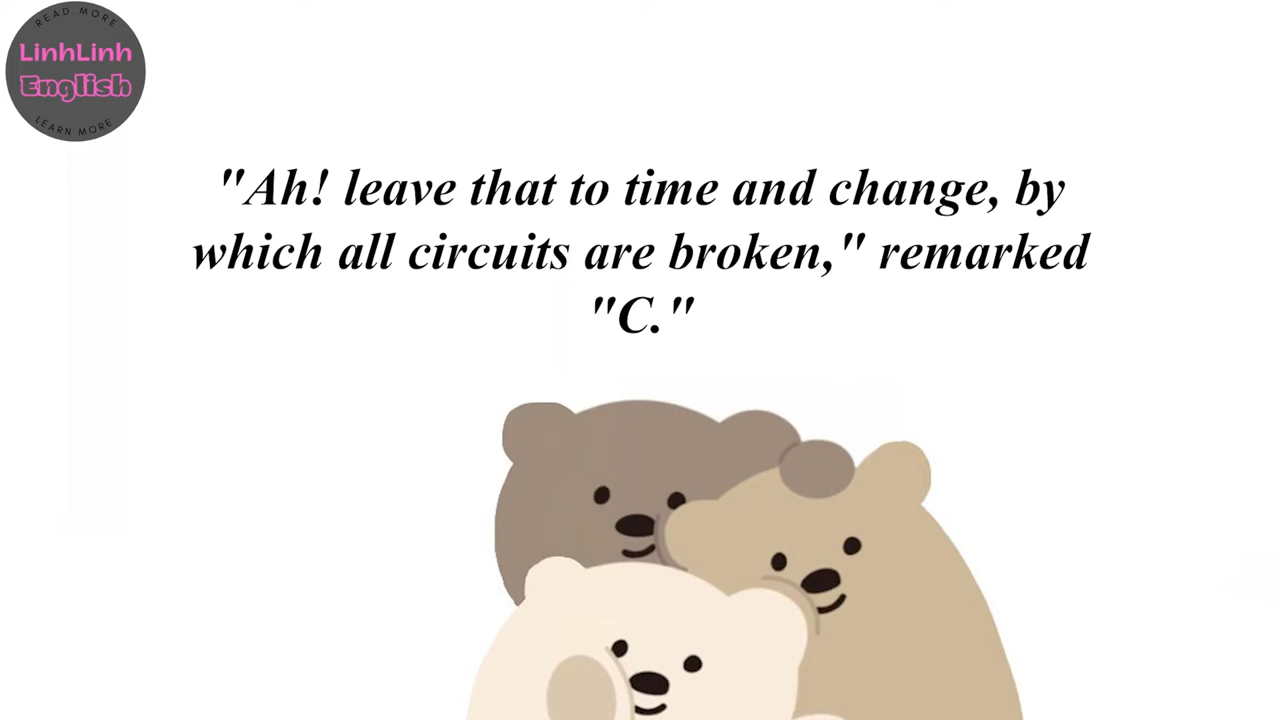 READ MORE
LinhLinh
English
LEARN MORE
"Ah! leave that to time and change, by
which all circuits are broken," remarked
"C."